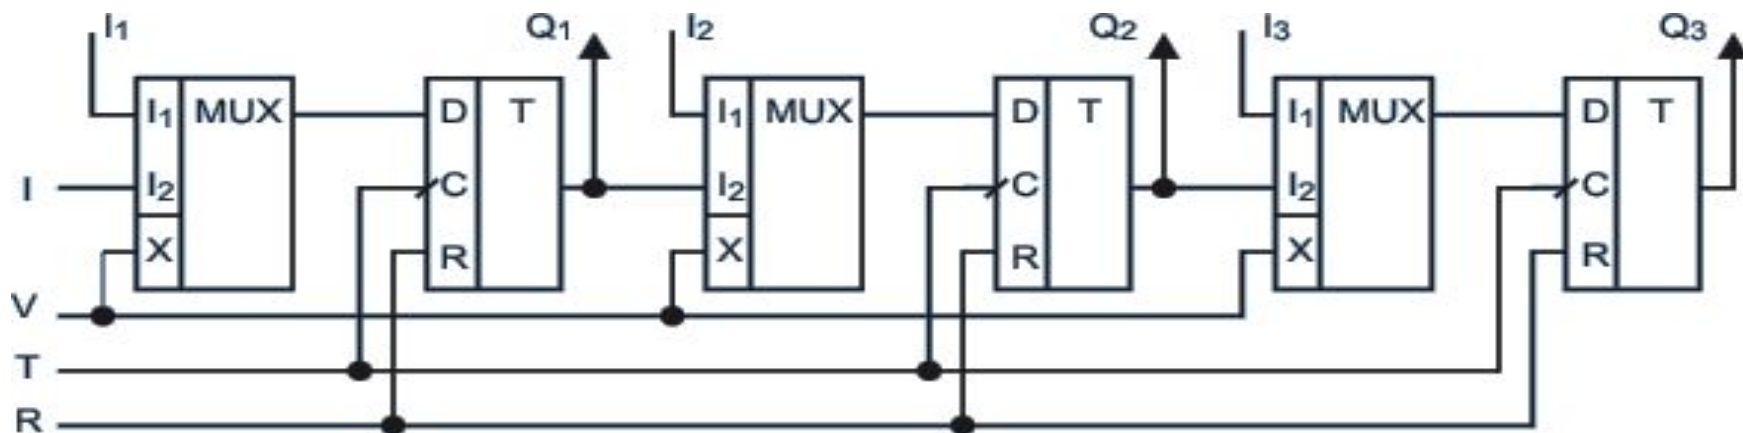 I₁ Q₁ I₂ Q₂ I₃ Q₃
I₁ MUX D T I₁ MUX D T I₁ MUX D T
I I₂ C I₂ C I₂ C
X R X R X R
V
T
R